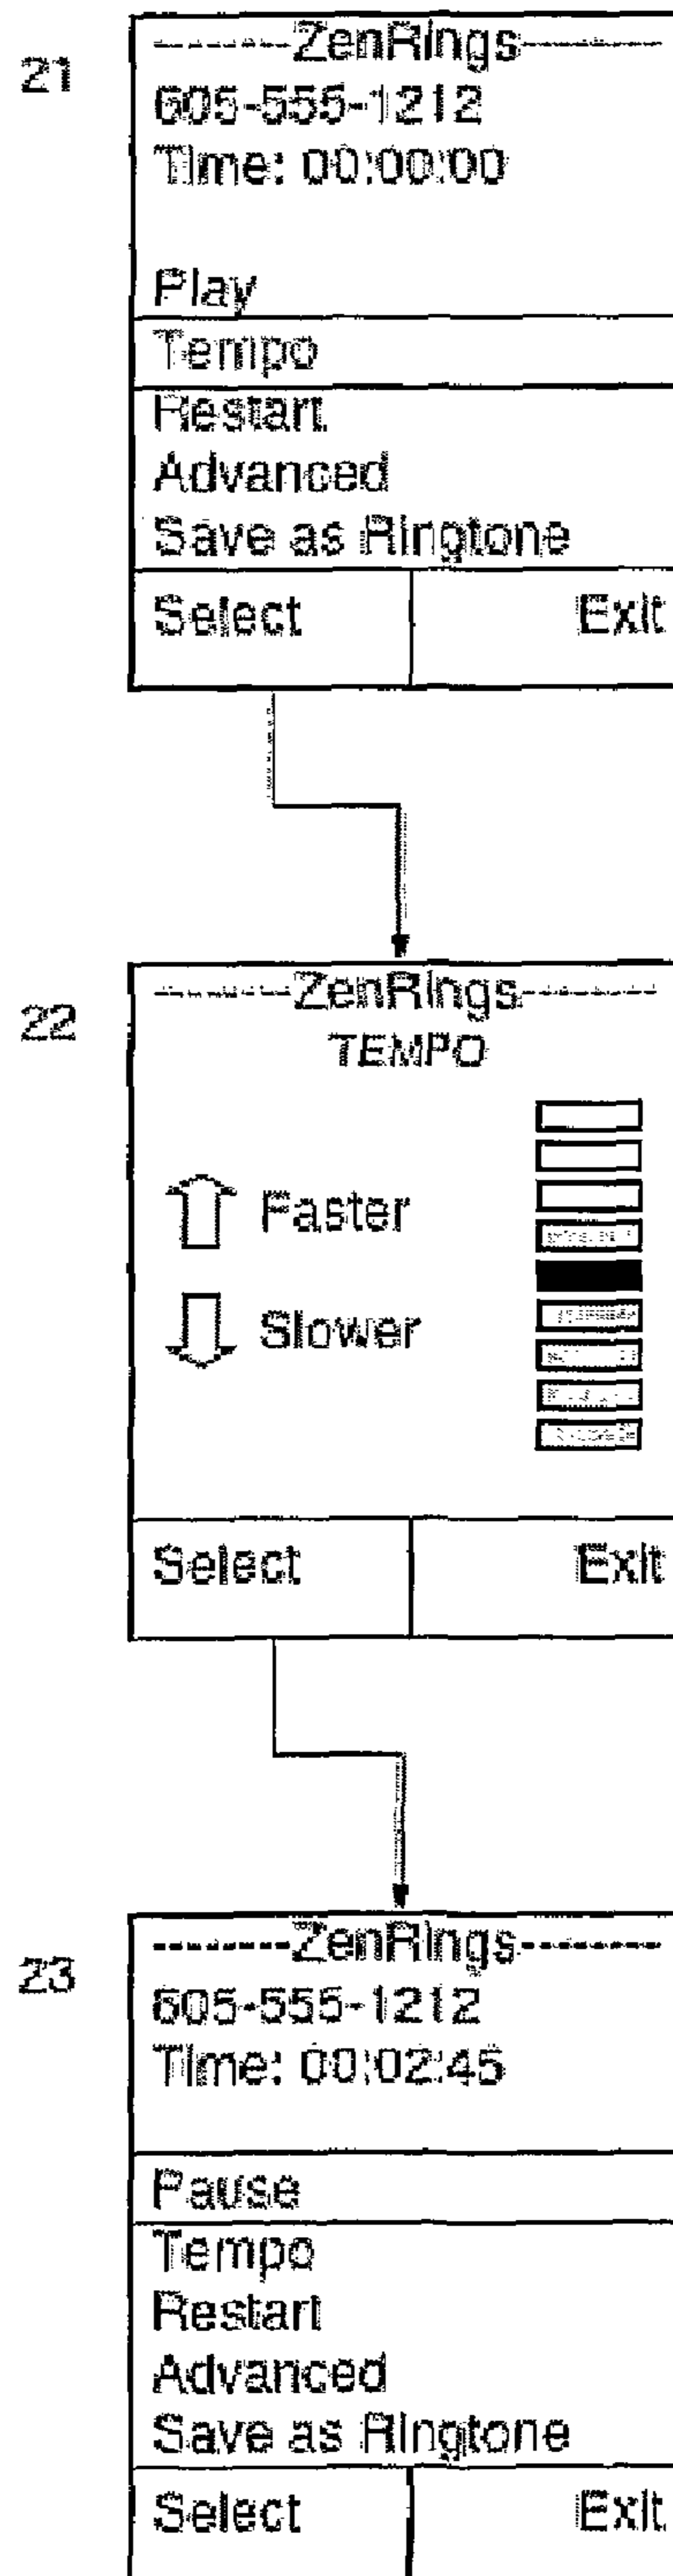 21
------ZenRings------
605-555-1212
Time: 00:00:00
Play
Tempo
Restart
Advanced
Save as Ringtone
Select Exit
22
------ZenRings------
TEMPO
Faster
Slower
Select Exit
23
------ZenRings------
605-555-1212
Time: 00:02:45
Pause
Tempo
Restart
Advanced
Save as Ringtone
Select Exit